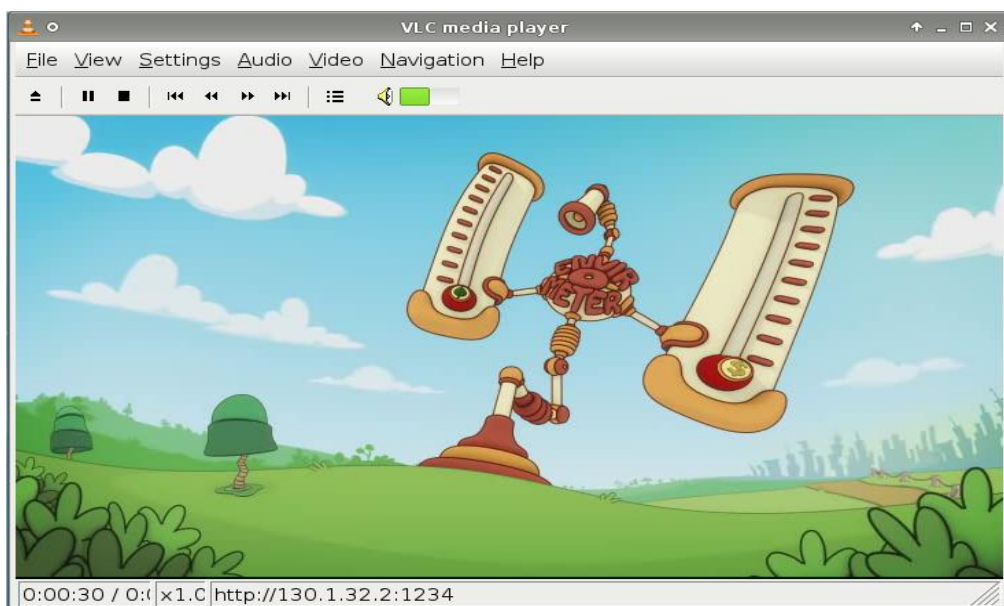 VLC media player
File View Settings Audio Video Navigation Help
ENVIR
METER
$
0:00:30 / 0:( x1.0 http://130.1.32.2:1234